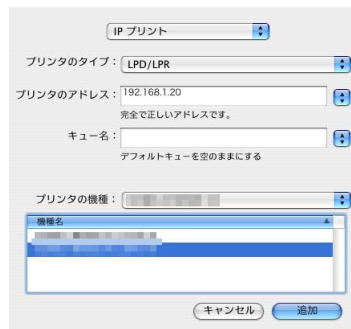 IP プリント
プリンタのタイプ： LPD/LPR
プリンタのアドレス： 192.168.1.20
完全で正しいアドレスです。
キュー名：
デフォルトキューを空のままにする
プリンタの機種：
機種名
キャンセル 追加